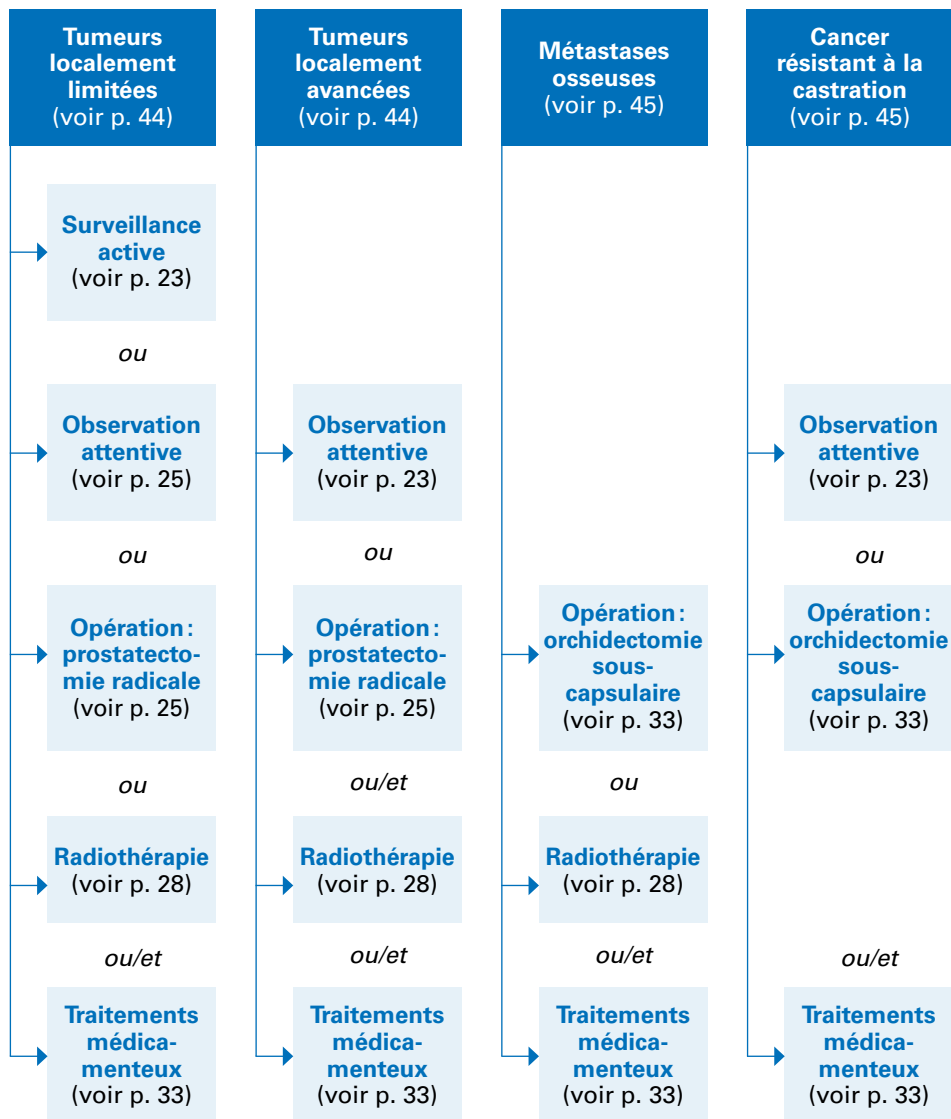 Tumeurs
localement
limitées
(voir p. 44)
Surveillance
active
(voir p. 23)
ou
Observation
attentive
(voir p. 25)
ou
Opération :
prostatecto-
mie radicale
(voir p. 25)
ou
Radiothérapie
(voir p. 28)
ou/et
Traitements
médica-
menteux
(voir p. 33)
Tumeurs
localement
avancées
(voir p. 44)
Observation
attentive
(voir p. 23)
ou
Opération :
prostatecto-
mie radicale
(voir p. 25)
ou/et
Radiothérapie
(voir p. 28)
ou/et
Traitements
médica-
menteux
(voir p. 33)
Métastases
osseuses
(voir p. 45)
Opération :
orchidectomie
sous-
capsulaire
(voir p. 33)
ou
Radiothérapie
(voir p. 28)
ou/et
Traitements
médica-
menteux
(voir p. 33)
Cancer
résistant à la
castration
(voir p. 45)
Observation
attentive
(voir p. 23)
ou
Opération :
orchidectomie
sous-
capsulaire
(voir p. 33)
ou/et
Traitements
médica-
menteux
(voir p. 33)